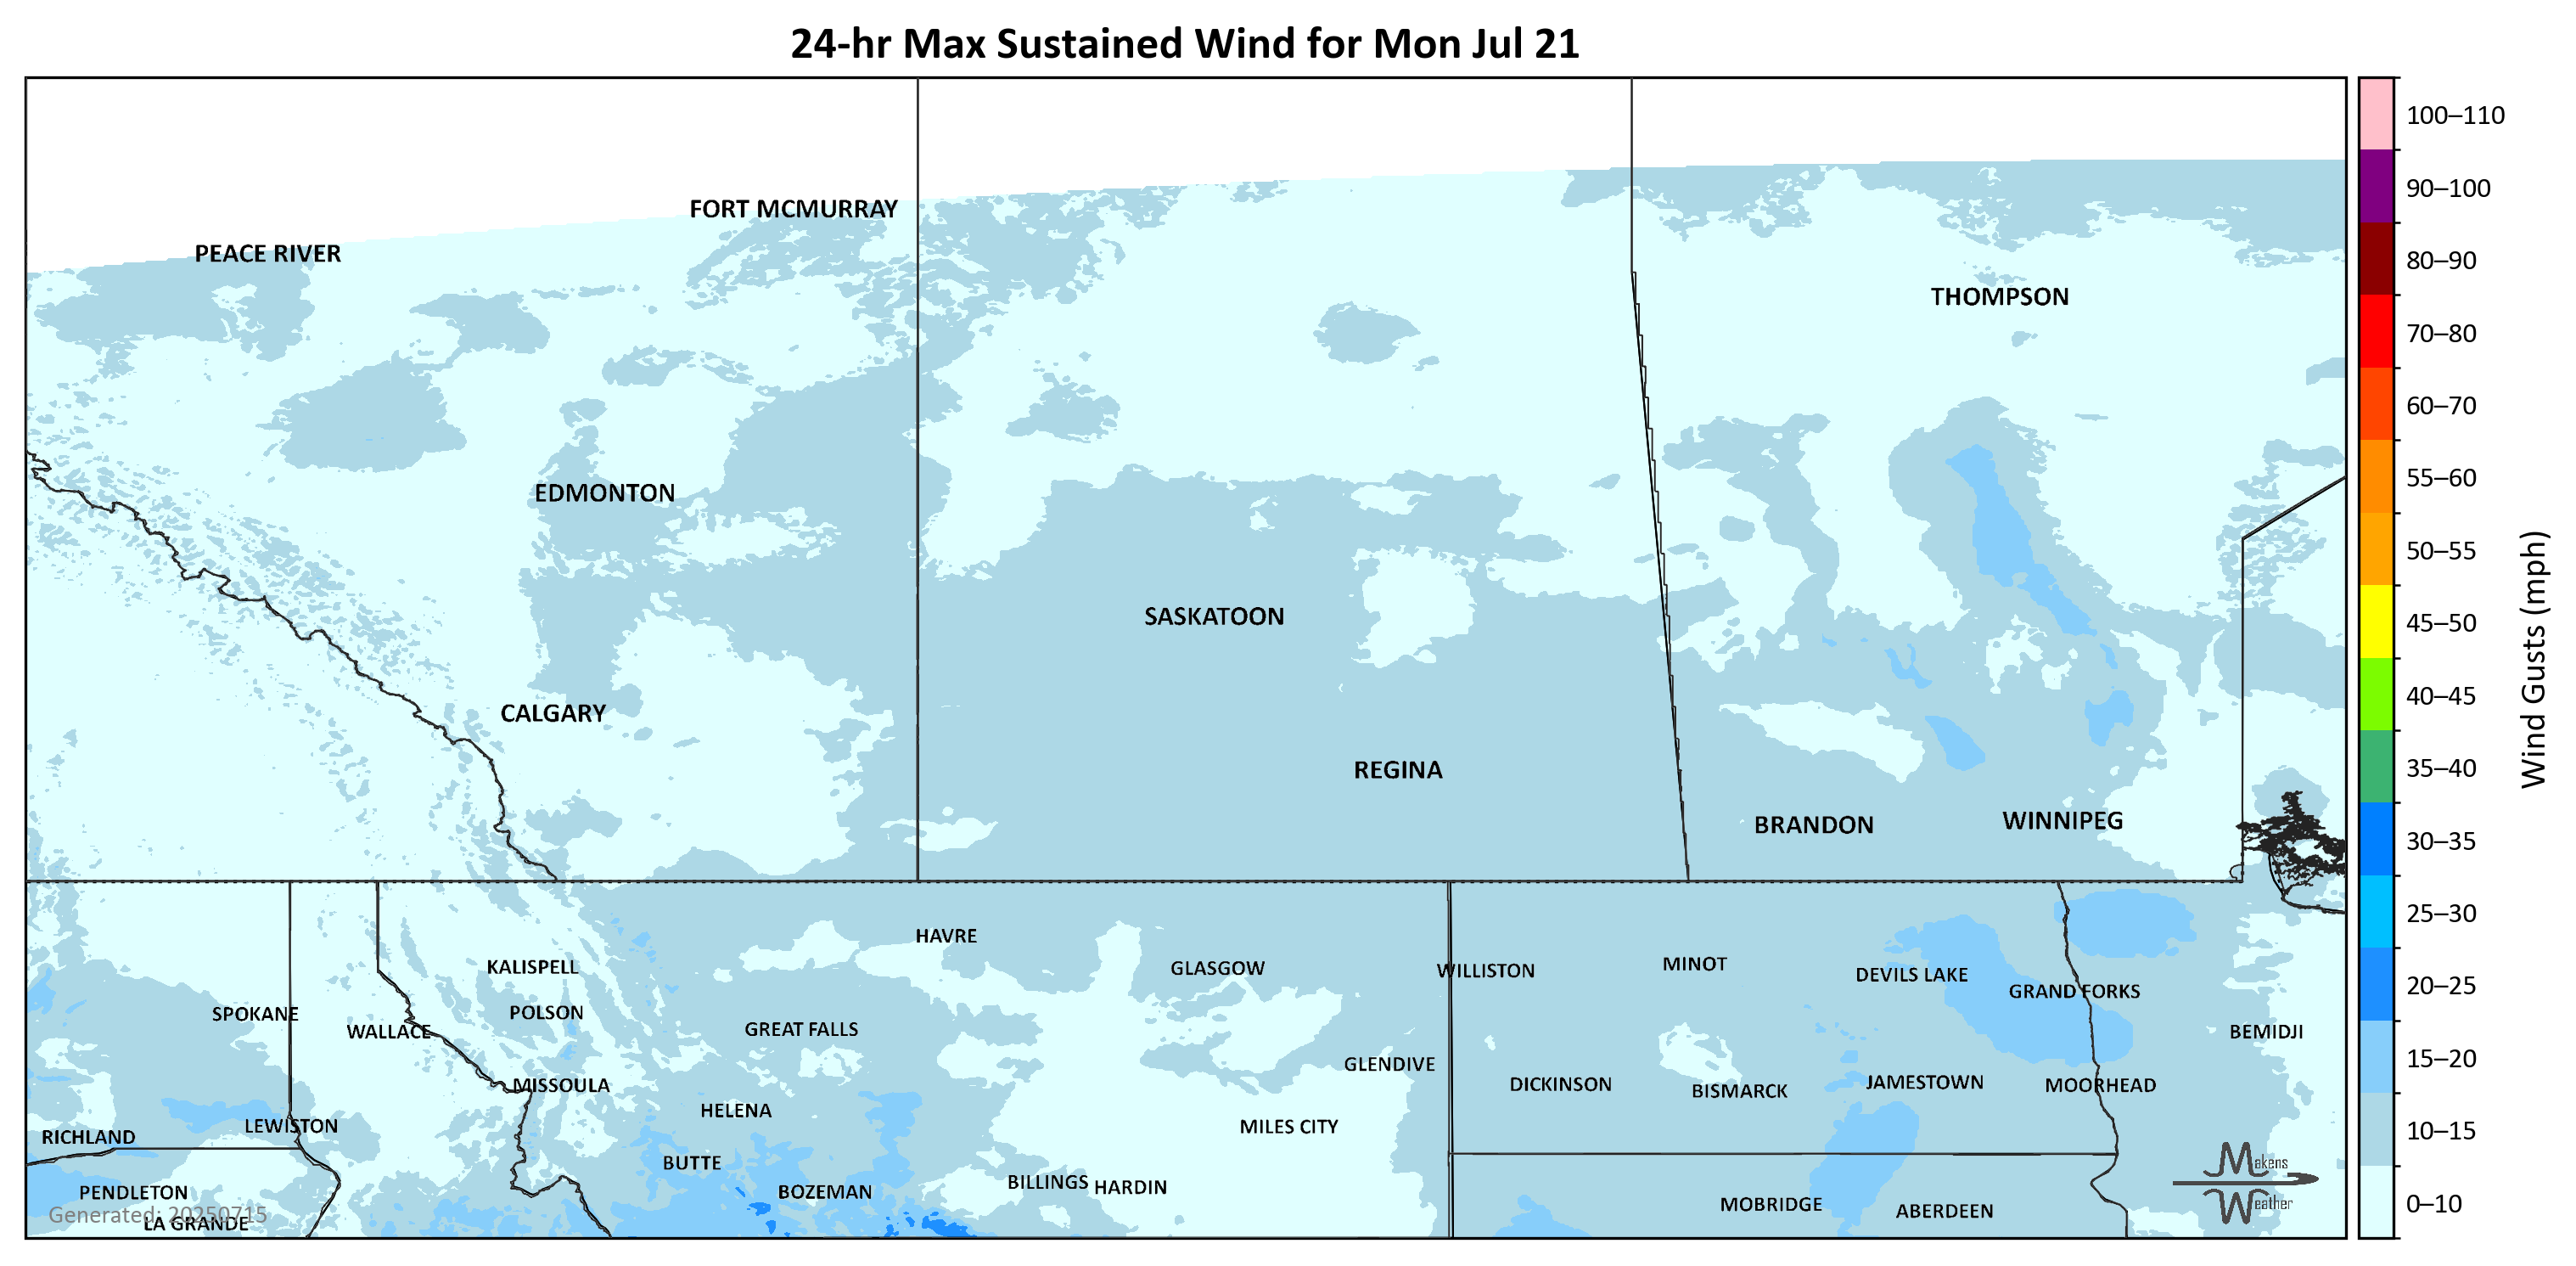 24-hr Max Sustained Wind for Mon Jul 21
FORT MCMURRAY
PEACE RIVER
THOMPSON
EDMONTON
SASKATOON
CALGARY
REGINA
BRANDON
WINNIPEG
HAVRE
KALISPELL
GLASGOW
WILLISTON
MINOT
DEVILS LAKE
GRAND FORKS
SPOKANE
POLSON
WALLACE
GREAT FALLS
BEMIDJI
GLENDIVE
MISSOULA
DICKINSON
BISMARCK
JAMESTOWN
MOORHEAD
HELENA
LEWISTON
MILES CITY
RICHLAND
BUTTE
PENDLETON
BOZEMAN
BILLINGS
HARDIN
MOBRIDGE
ABERDEEN
Generated: 20250715
LA GRANDE
Makens
Weather
100–110
90–100
80–90
70–80
60–70
55–60
50–55
45–50
40–45
35–40
30–35
25–30
20–25
15–20
10–15
0–10
Wind Gusts (mph)